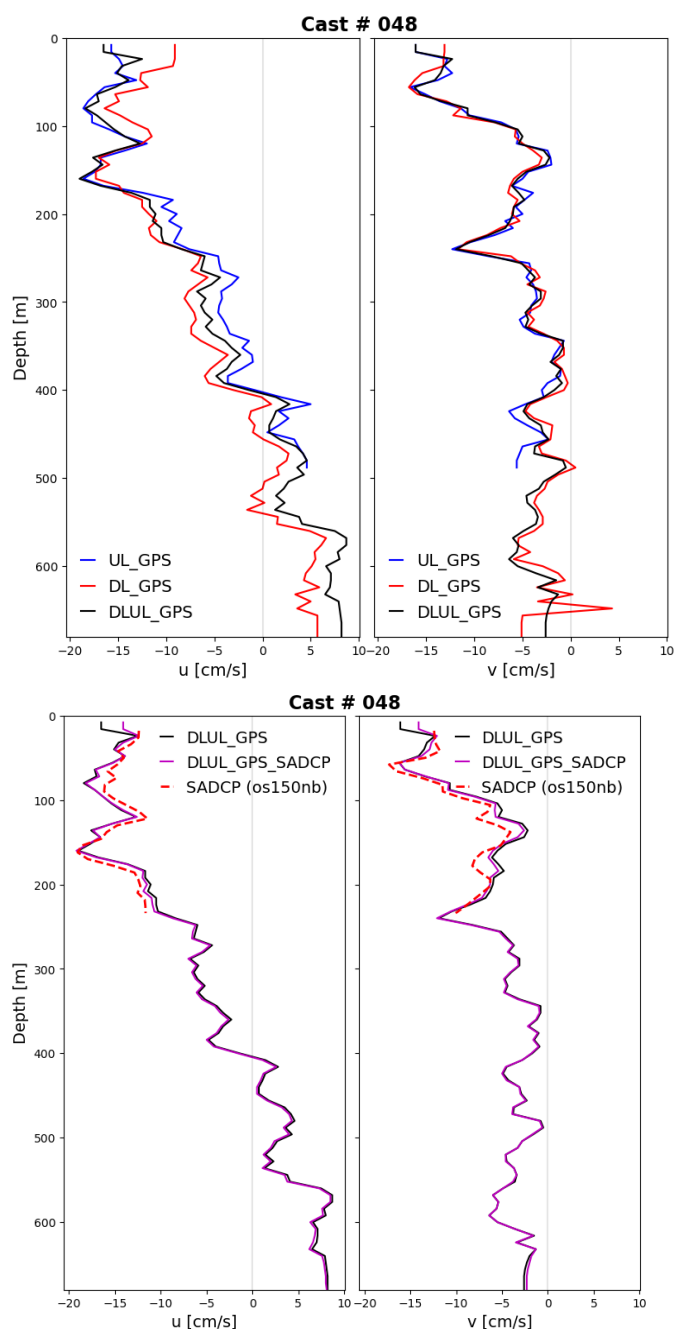 Cast # 048
0
100
200
300
400
500
600
Depth [m]
UL_GPS
DL_GPS
DLUL_GPS
UL_GPS
DL_GPS
DLUL_GPS
−20 −15 −10 −5 0 5 10
−20 −15 −10 −5 0 5 10
u [cm/s]
v [cm/s]
Cast # 048
0
100
200
300
400
500
600
Depth [m]
DLUL_GPS
DLUL_GPS_SADCP
SADCP (os150nb)
DLUL_GPS
DLUL_GPS_SADCP
SADCP (os150nb)
−20 −15 −10 −5 0 5 10
−20 −15 −10 −5 0 5 10
u [cm/s]
v [cm/s]